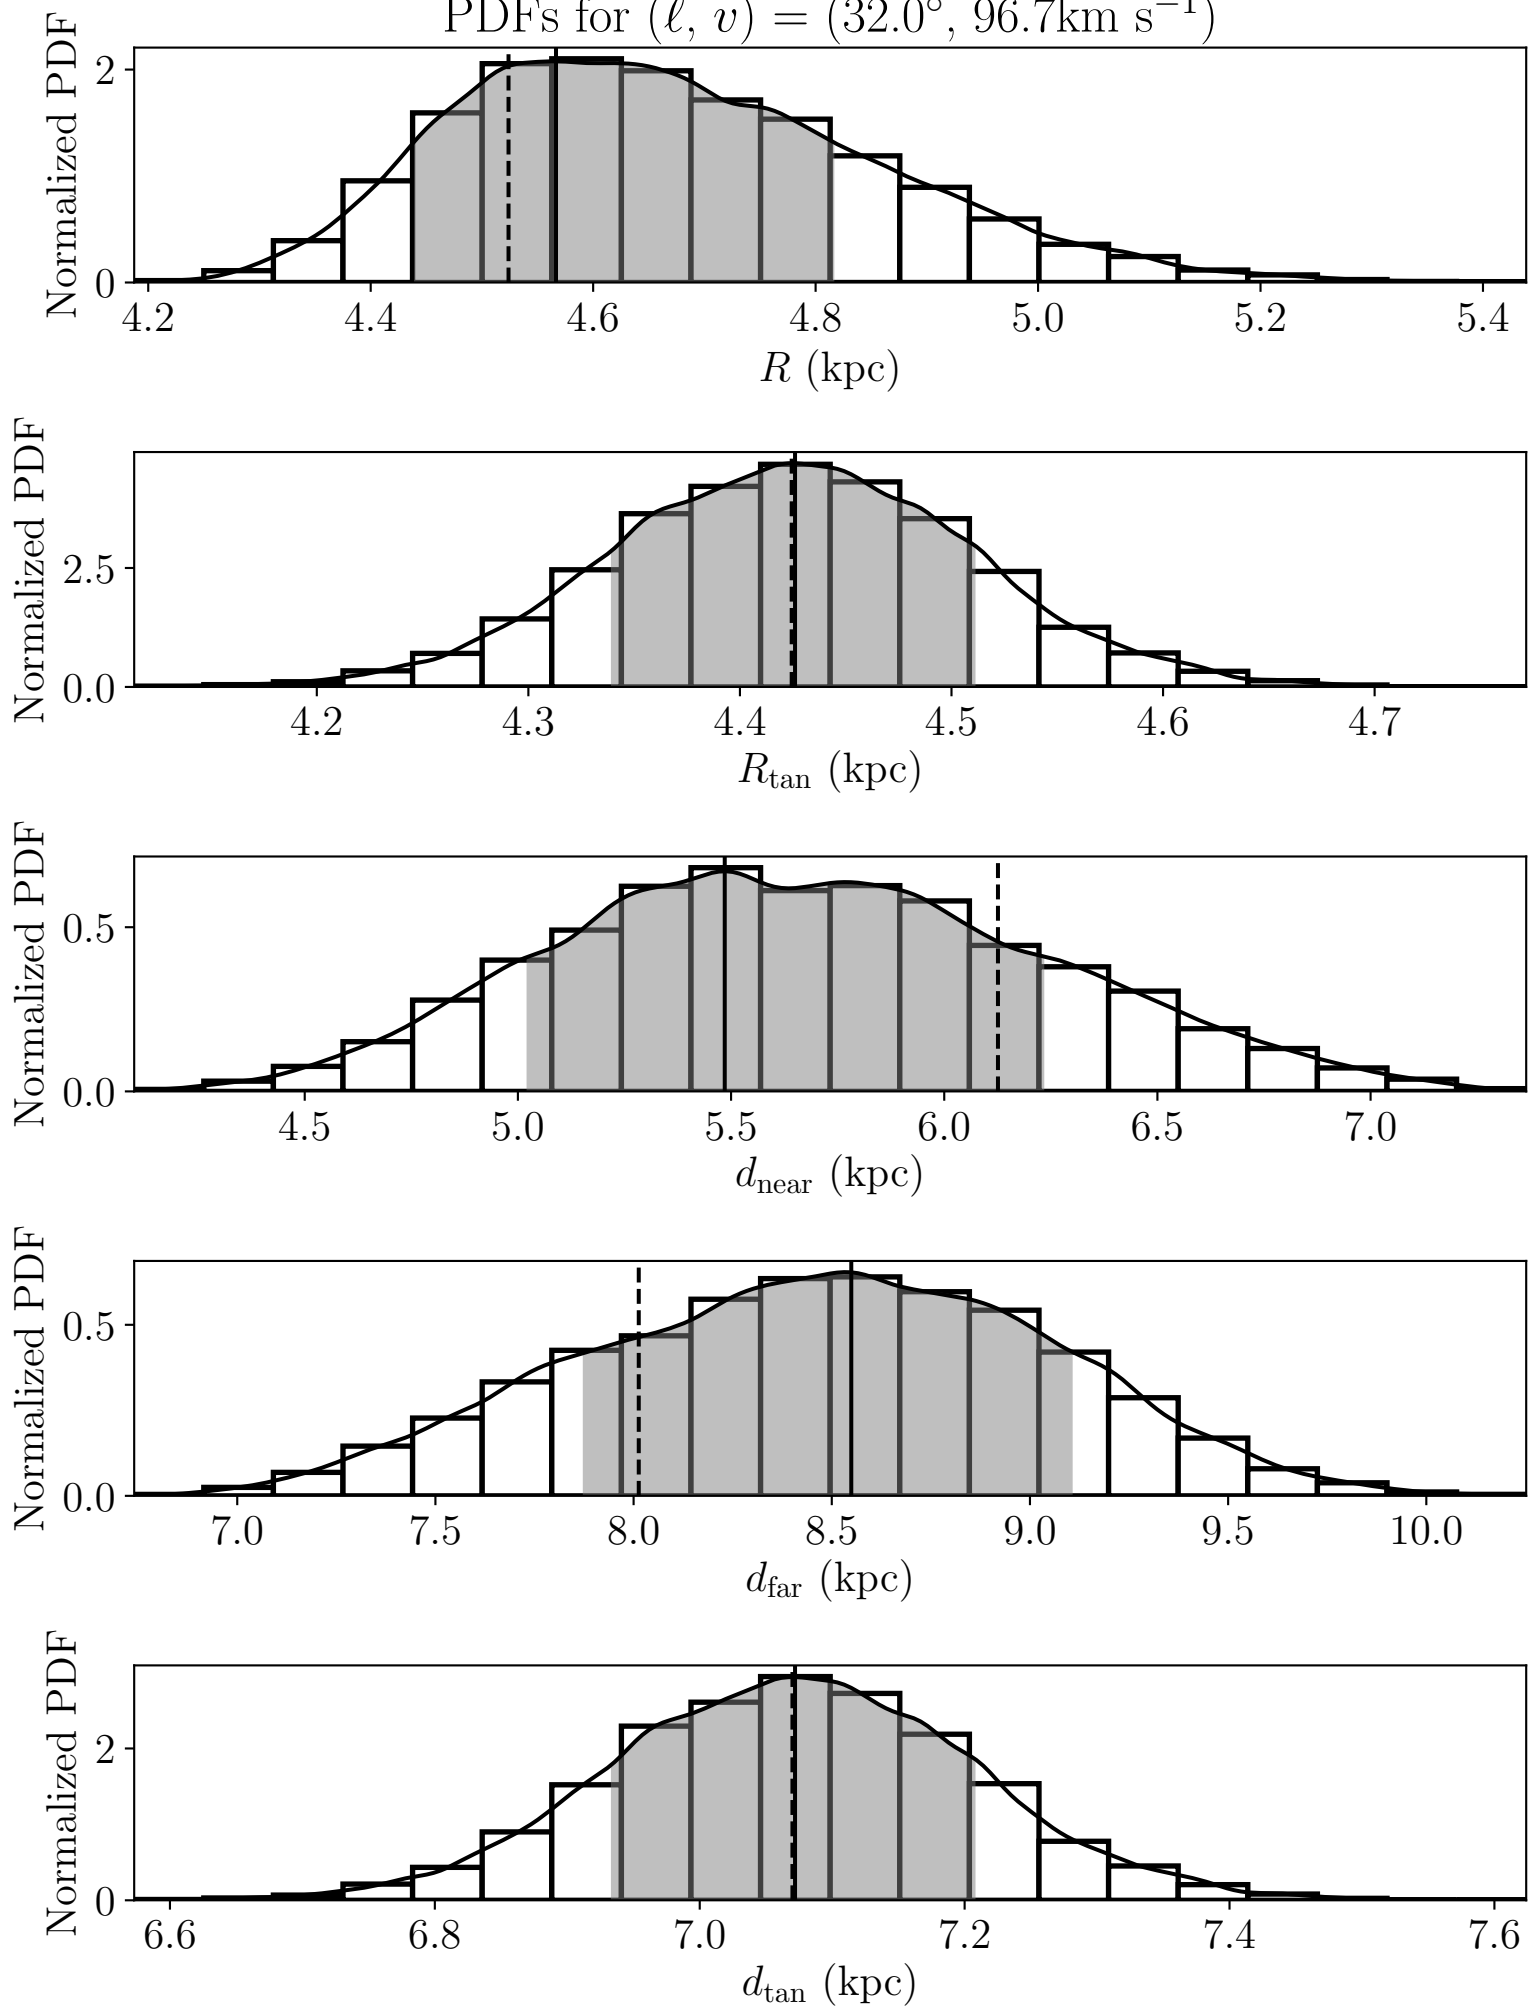 PDFs for (ℓ, v) = (32.0°, 96.7km s⁻¹)
Normalized PDF
2
0
4.2 4.4 4.6 4.8 5.0 5.2 5.4
R (kpc)
Normalized PDF
2.5
0.0
4.2 4.3 4.4 4.5 4.6 4.7
R_tan (kpc)
Normalized PDF
0.5
0.0
4.5 5.0 5.5 6.0 6.5 7.0
d_near (kpc)
Normalized PDF
0.5
0.0
7.0 7.5 8.0 8.5 9.0 9.5 10.0
d_far (kpc)
Normalized PDF
2
0
6.6 6.8 7.0 7.2 7.4 7.6
d_tan (kpc)